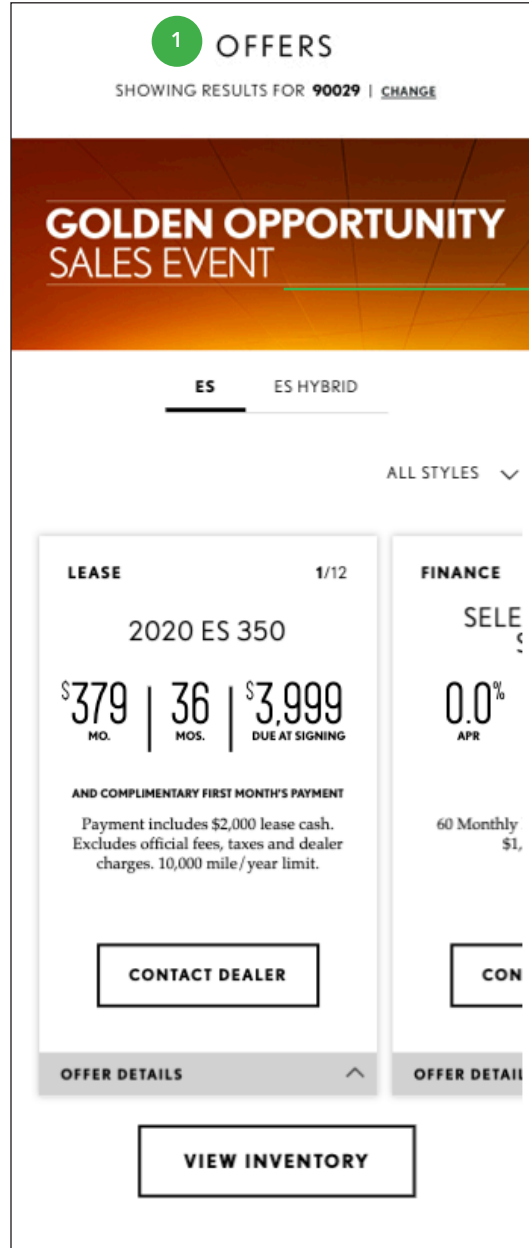 1
OFFERS
SHOWING RESULTS FOR 90029 | CHANGE
GOLDEN OPPORTUNITY
SALES EVENT
ES
ES HYBRID
ALL STYLES
LEASE
1/12
2020 ES 350
$379 | 36 | $3,999
MO. MOS. DUE AT SIGNING
AND COMPLIMENTARY FIRST MONTH'S PAYMENT
Payment includes $2,000 lease cash.
Excludes official fees, taxes and dealer
charges. 10,000 mile/year limit.
CONTACT DEALER
OFFER DETAILS
FINANCE
SELE
0.0%
APR
60 Monthly
$1,
CON
OFFER DETAIL
VIEW INVENTORY